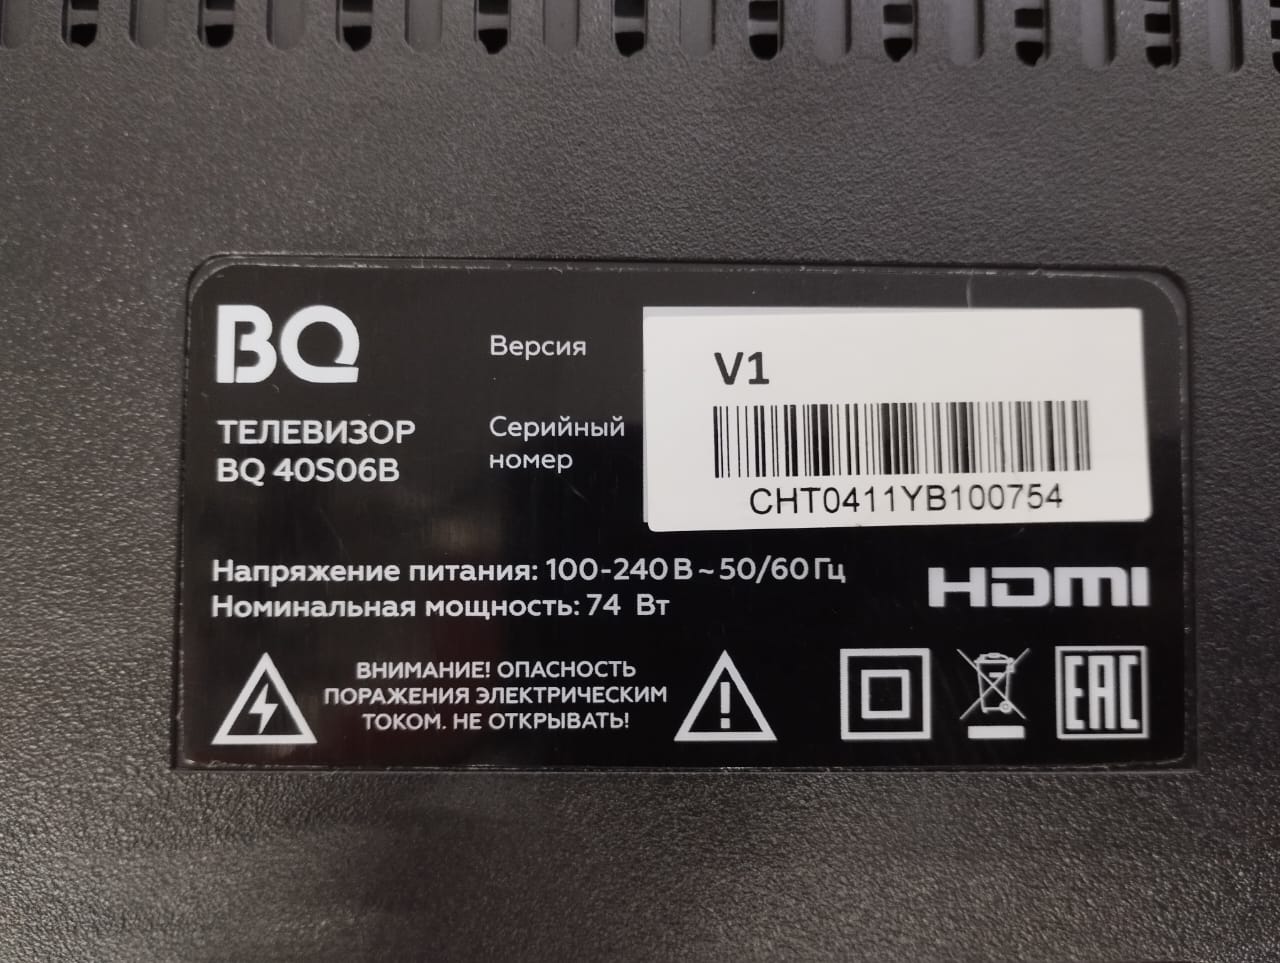 BQ
ТЕЛЕВИЗОР
BQ 40S06B
Версия
V1
Серийный
номер
CHT0411YB100754
Напряжение питания: 100-240 В ~ 50/60 Гц
Номинальная мощность: 74 Вт
HDMI
ВНИМАНИЕ! ОПАСНОСТЬ
ПОРАЖЕНИЯ ЭЛЕКТРИЧЕСКИМ
ТОКОМ. НЕ ОТКРЫВАТЬ!
EAC